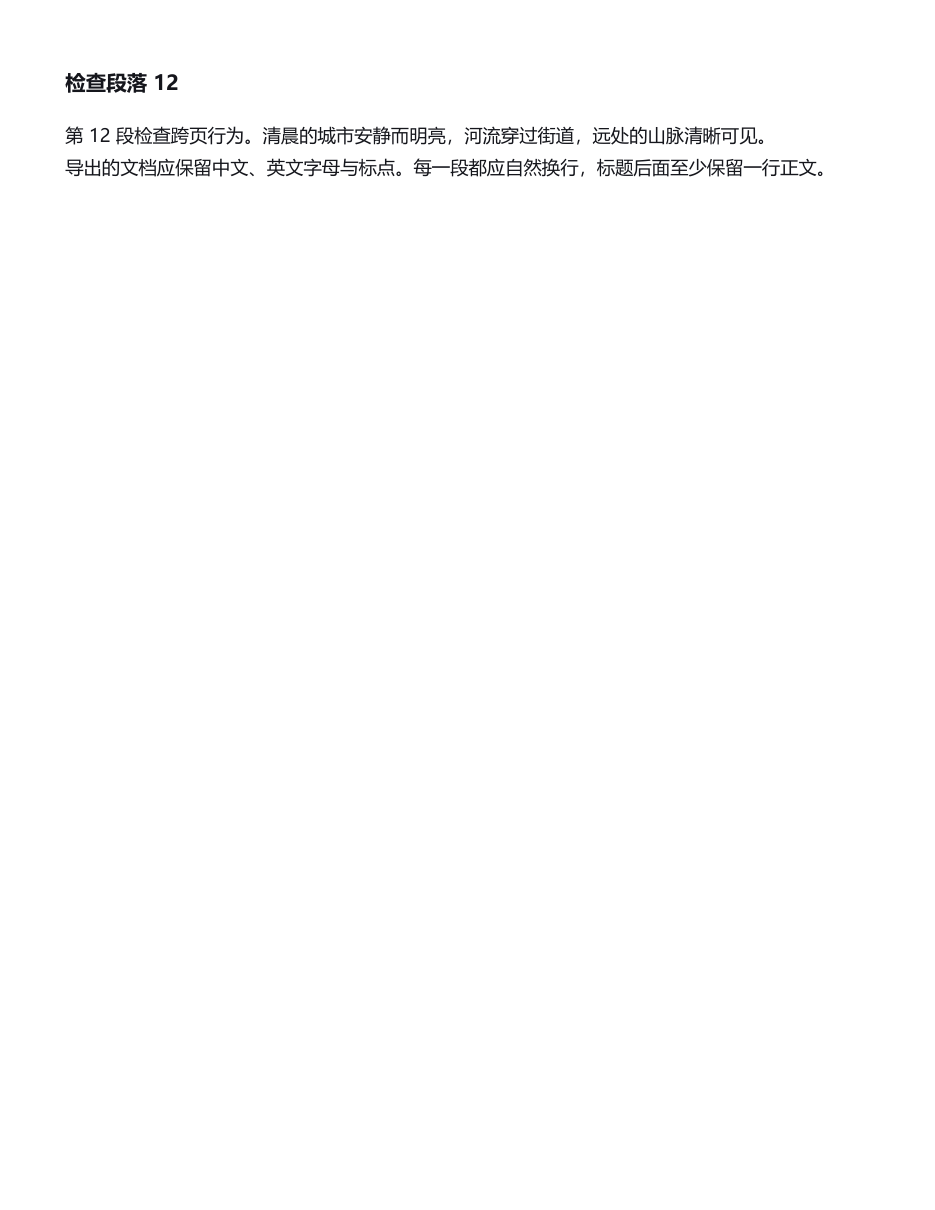 检查段落 12
第 12 段检查跨页行为。清晨的城市安静而明亮，河流穿过街道，远处的山脉清晰可见。
导出的文档应保留中文、英文字母与标点。每一段都应自然换行，标题后面至少保留一行正文。